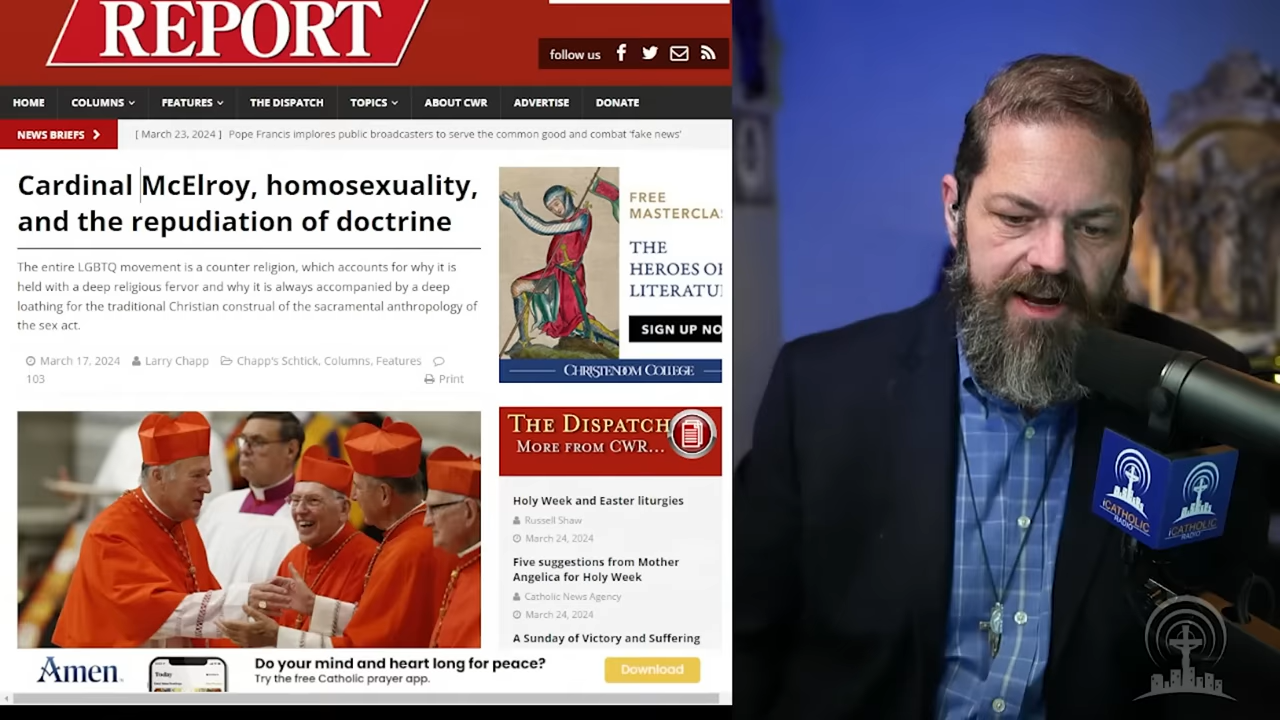 REPORT
follow us
HOME
COLUMNS
FEATURES
THE DISPATCH
TOPICS
ABOUT CWR
ADVERTISE
DONATE
NEWS BRIEFS
[ March 23, 2024 ] Pope Francis implores public broadcasters to serve the common good and combat 'fake news'
Cardinal McElroy, homosexuality,
and the repudiation of doctrine
The entire LGBTQ movement is a counter religion, which accounts for why it is
held with a deep religious fervor and why it is always accompanied by a deep
loathing for the traditional Christian construal of the sacramental anthropology of
the sex act.
March 17, 2024 Larry Chapp Chapp's Schtick, Columns, Features
103 Print
FREE
MASTERCLA
THE
HEROES O
LITERATU
SIGN UP NO
CHRISTENDOM COLLEGE
THE DISPATCH
MORE FROM CWR...
Holy Week and Easter liturgies
Russell Shaw
March 24, 2024
Five suggestions from Mother
Angelica for Holy Week
Catholic News Agency
March 24, 2024
A Sunday of Victory and Suffering
Amen
Today
Do your mind and heart long for peace?
Try the free Catholic prayer app.
Download
iCATHOLIC
RADIO
iCATHOLIC
RADIO